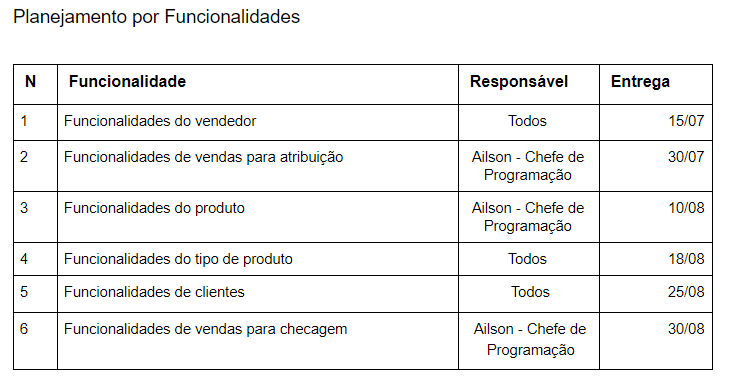 Planejamento por Funcionalidades
N Funcionalidade Responsável Entrega
1 Funcionalidades do vendedor Todos 15/07
2 Funcionalidades de vendas para atribuição Ailson - Chefe de 30/07
Programação
3 Funcionalidades do produto Ailson - Chefe de 10/08
Programação
4 Funcionalidades do tipo de produto Todos 18/08
5 Funcionalidades de clientes Todos 25/08
6 Funcionalidades de vendas para checagem Ailson - Chefe de 30/08
Programação